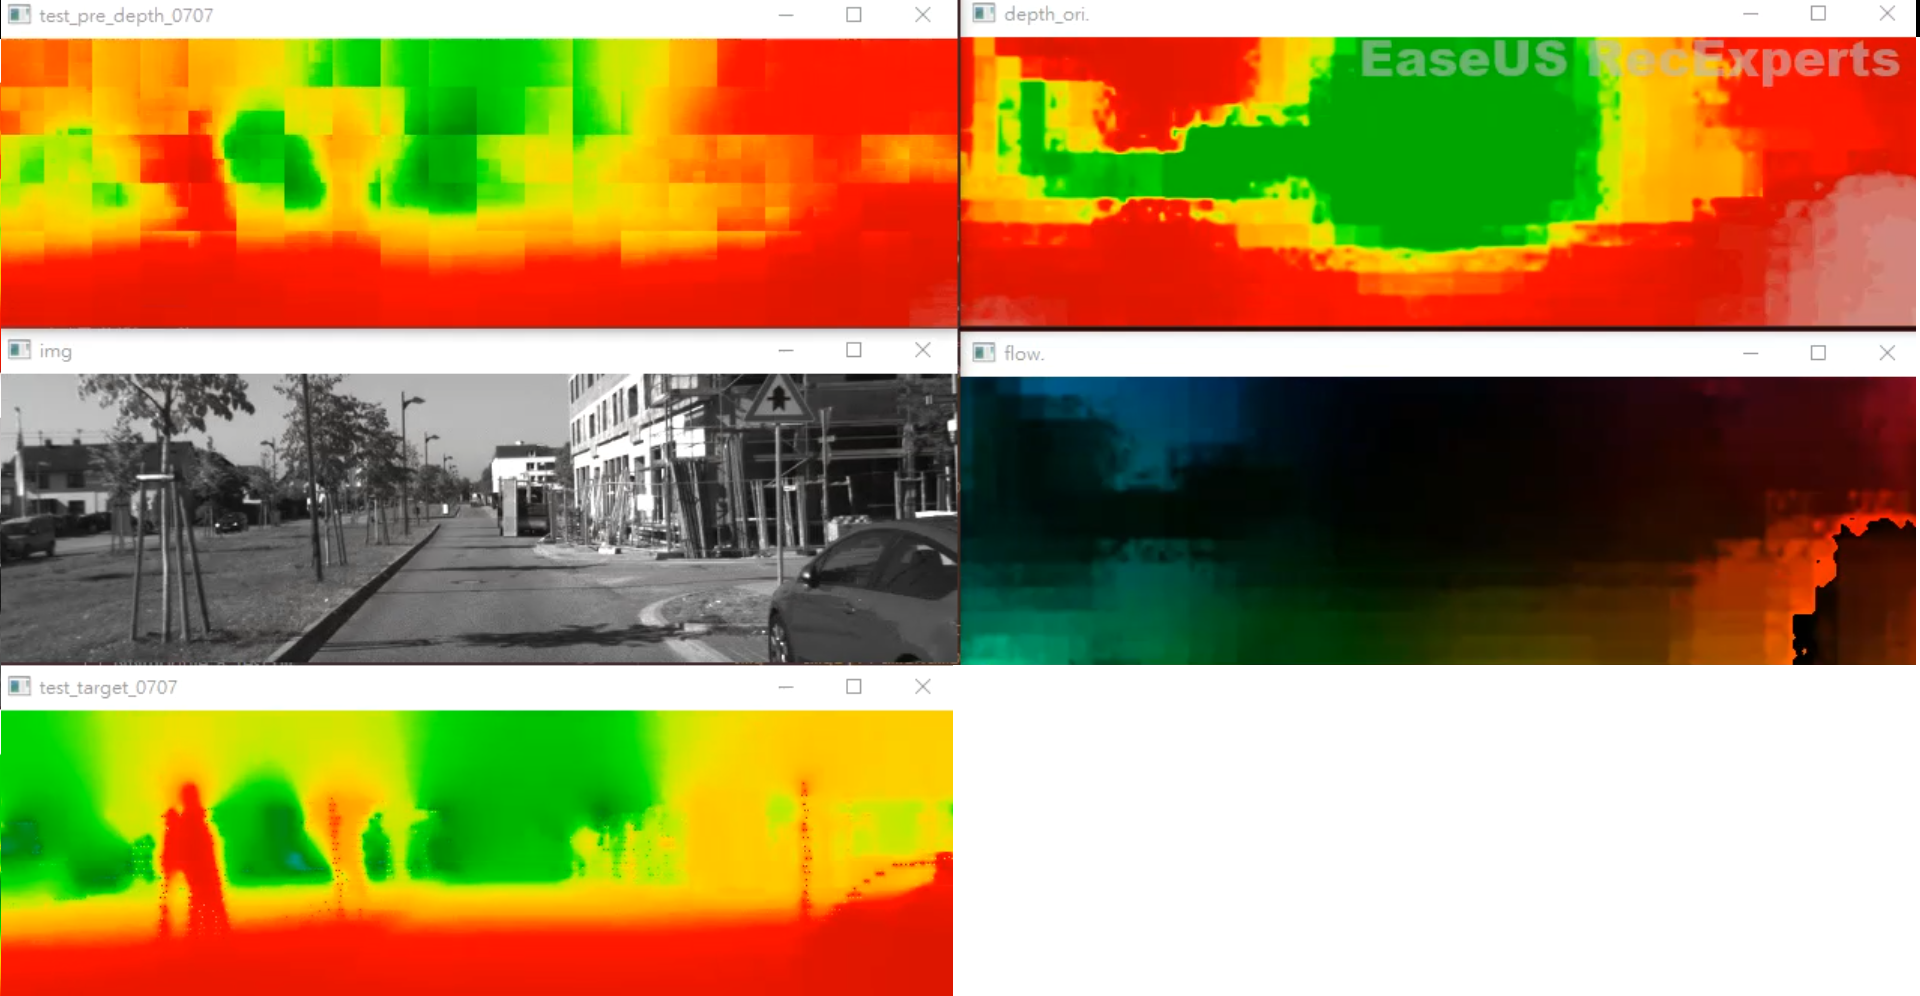 test_pre_depth_0707
depth_ori.
EaseUS RecExperts
img
flow.
test_target_0707